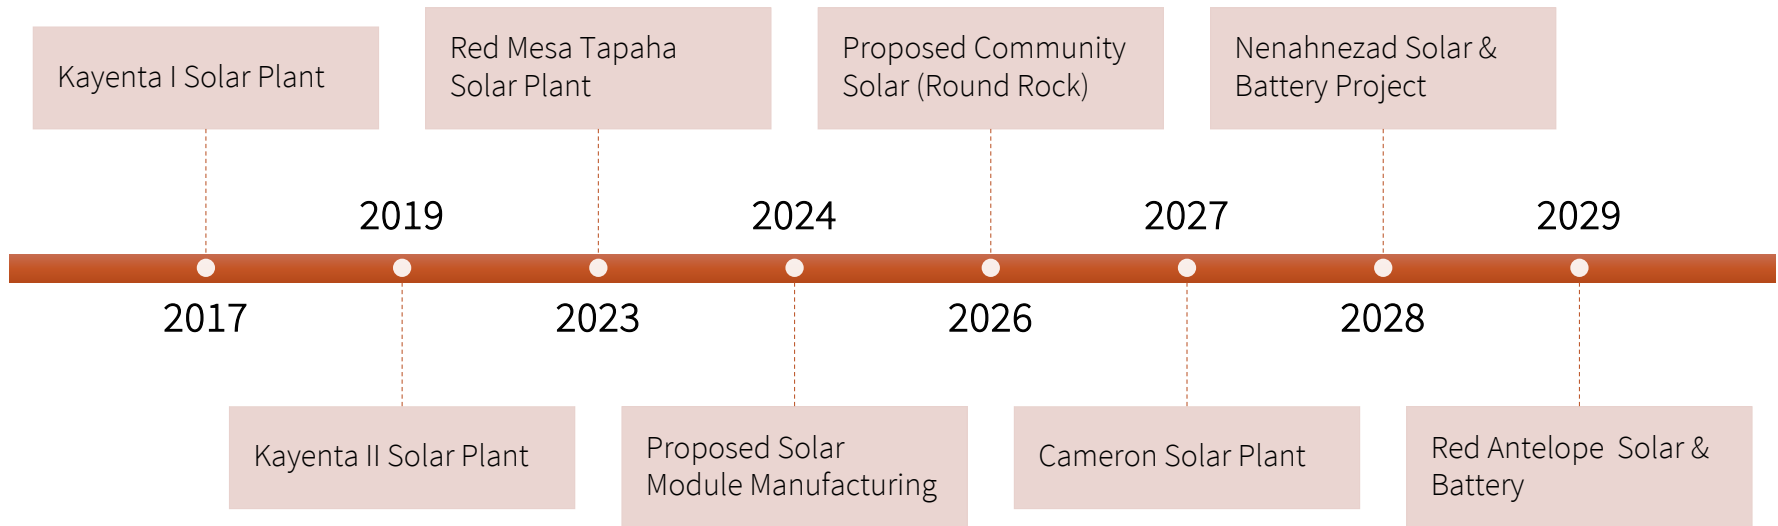 Kayenta I Solar Plant
Red Mesa Tapaha
Solar Plant
Proposed Community
Solar (Round Rock)
Nenahnezad Solar &
Battery Project
2019
2024
2027
2029
2017
2023
2026
2028
Kayenta II Solar Plant
Proposed Solar
Module Manufacturing
Cameron Solar Plant
Red Antelope Solar &
Battery